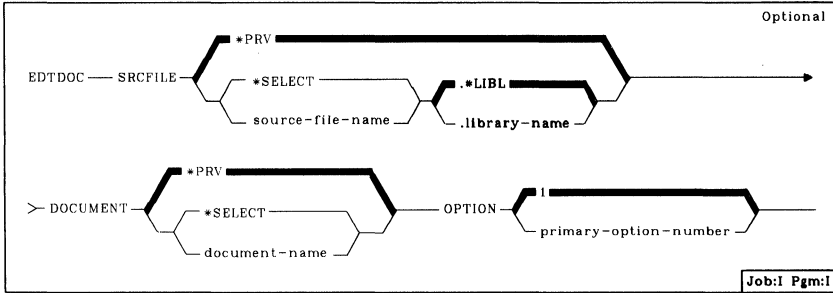 Optional
*PRV
EDTDOC SRCFILE
*SELECT .*LIBL
source-file-name .library-name
*PRV 1
DOCUMENT OPTION
*SELECT primary-option-number
document-name
Job:I Pgm:I